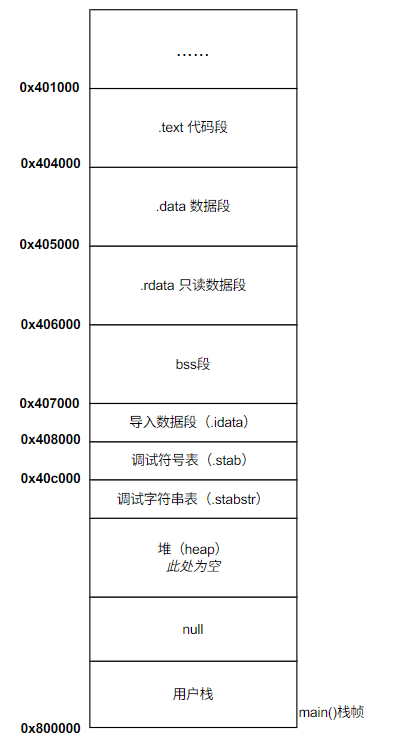 ……
0x401000
.text 代码段
0x404000
.data 数据段
0x405000
.rdata 只读数据段
0x406000
bss段
0x407000
导入数据段（.idata）
0x408000
调试符号表（.stab）
0x40c000
调试字符串表（.stabstr）
堆（heap）
此处为空
null
用户栈
main()栈帧
0x800000